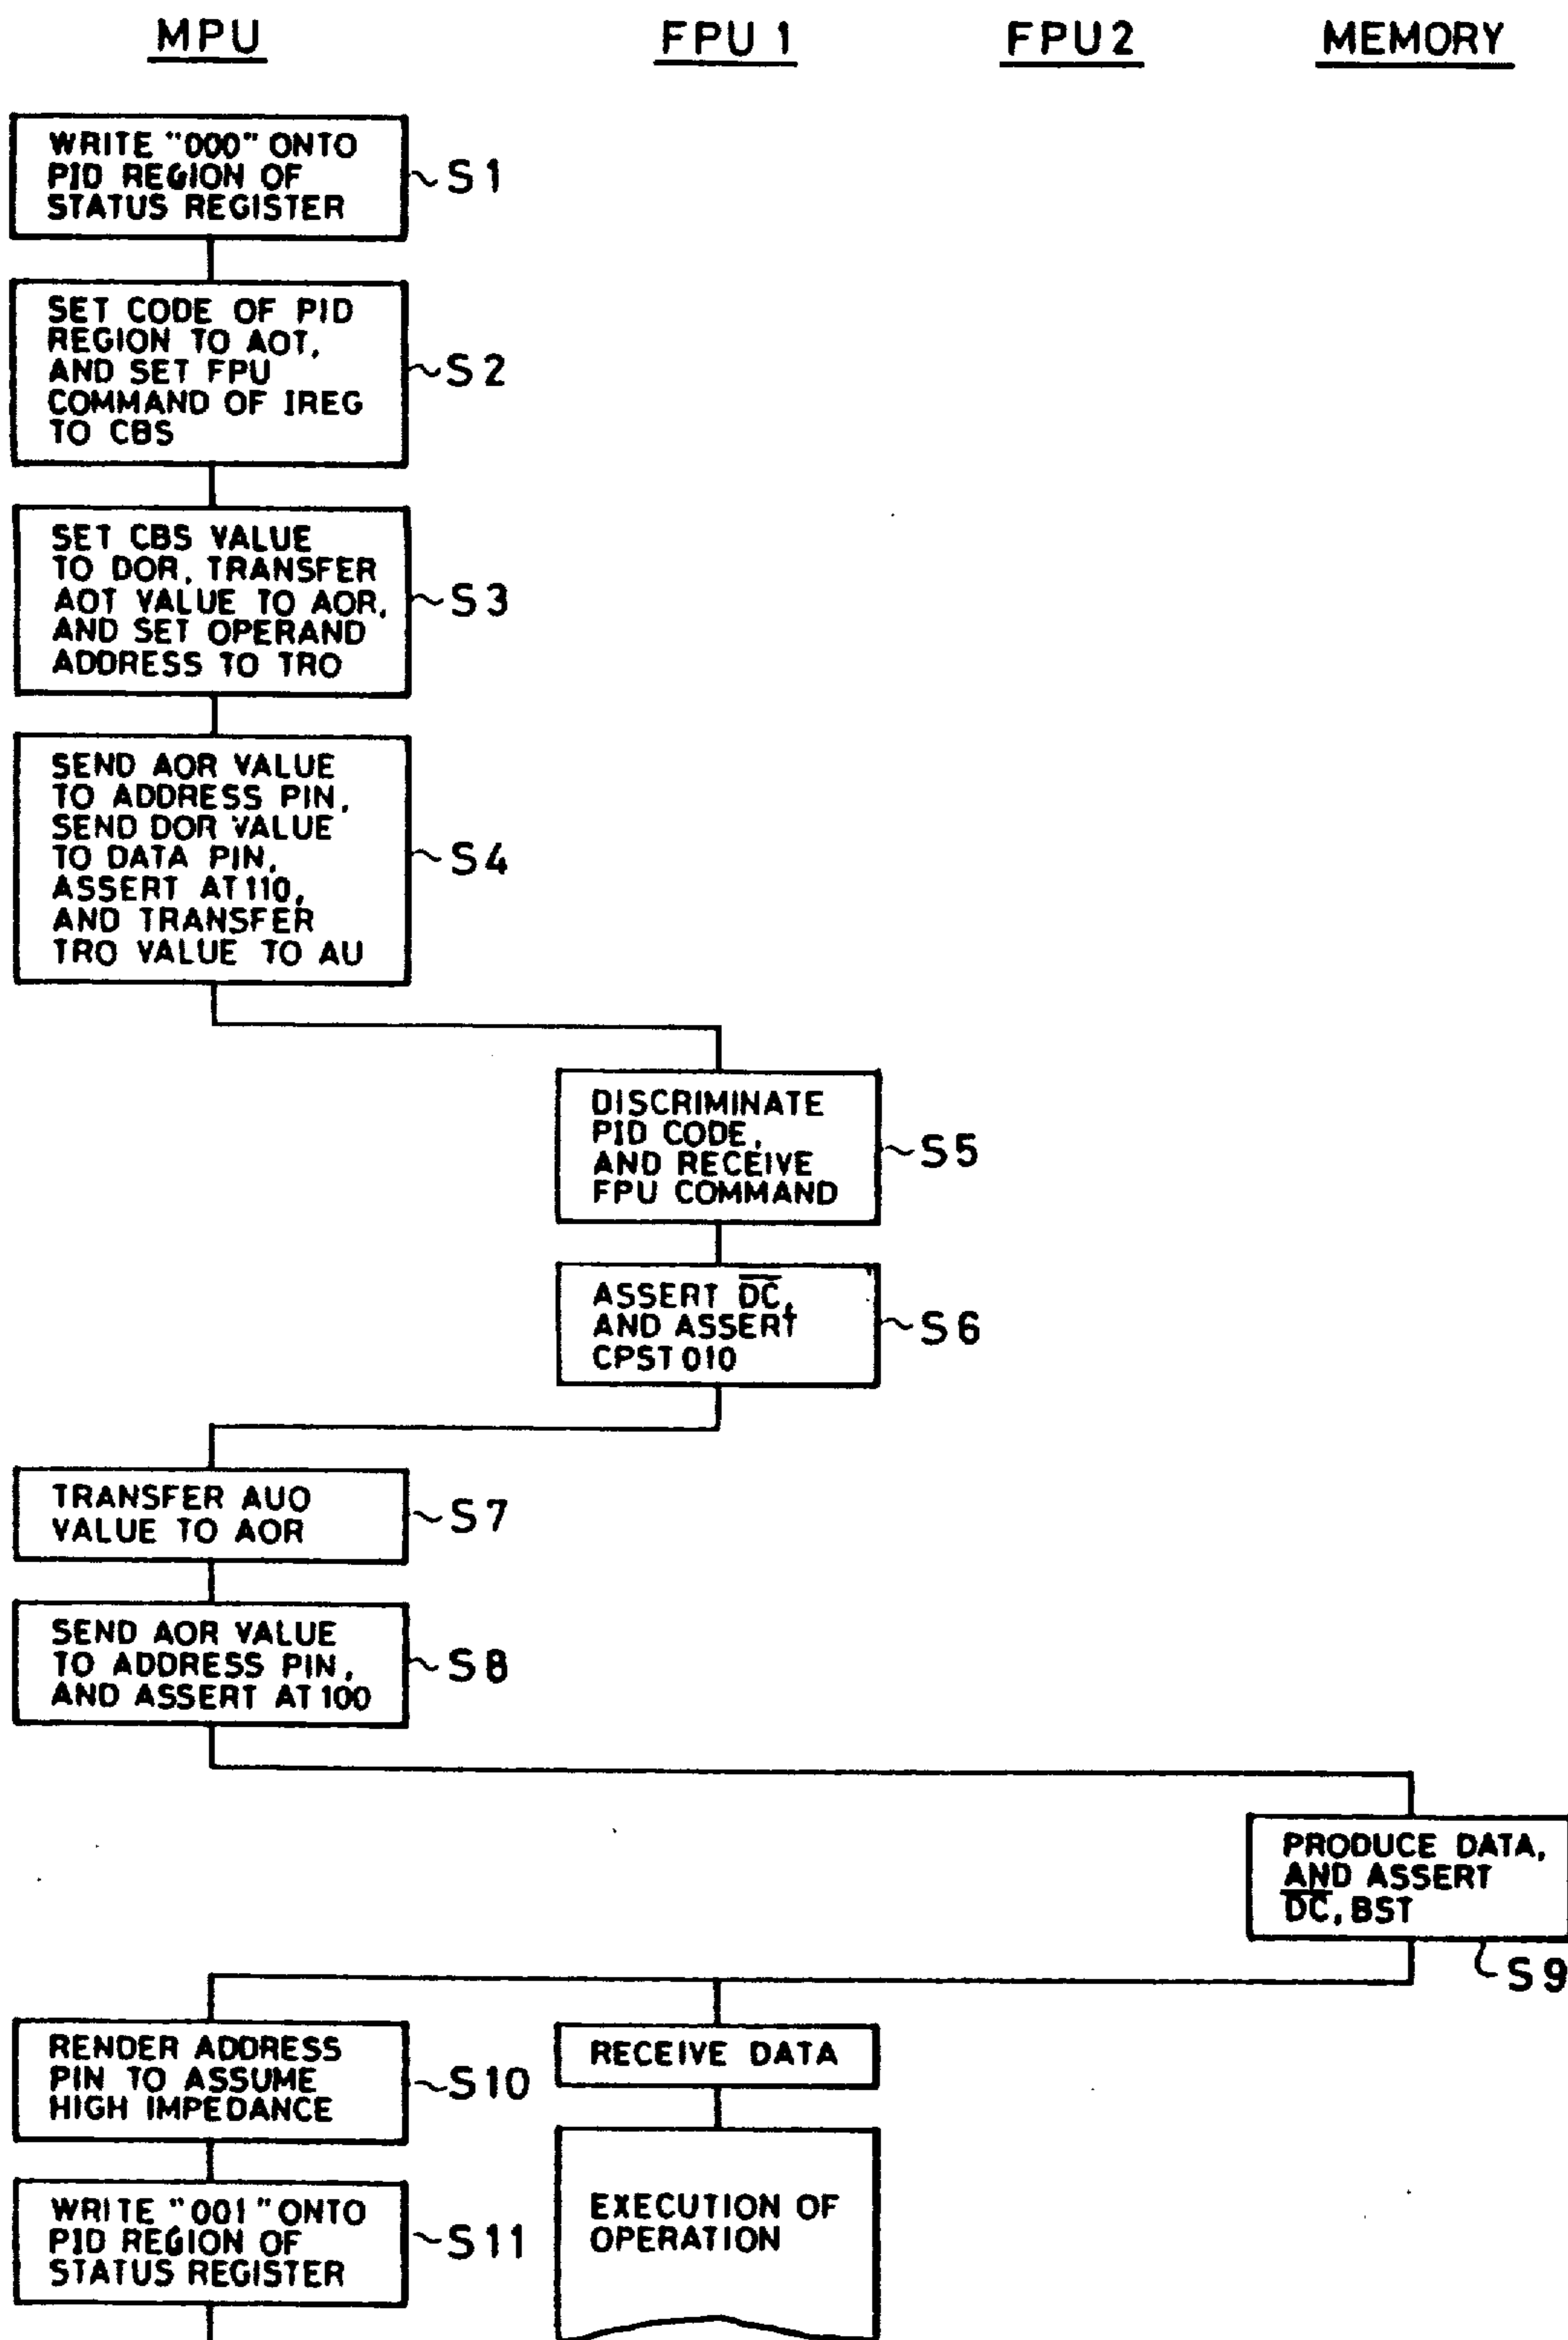 MPU FPU 1 FPU2 MEMORY
WRITE "000" ONTO
PID REGION OF
STATUS REGISTER
S1
SET CODE OF PID
REGION TO AOT,
AND SET FPU
COMMAND OF IREG
TO CBS
S2
SET CBS VALUE
TO DOR, TRANSFER
AOT VALUE TO AOR,
AND SET OPERAND
ADDRESS TO TRO
S3
SEND AOR VALUE
TO ADDRESS PIN,
SEND DOR VALUE
TO DATA PIN,
ASSERT AT 110,
AND TRANSFER
TRO VALUE TO AU
S4
DISCRIMINATE
PID CODE,
AND RECEIVE
FPU COMMAND
S5
ASSERT D̅C̅,
AND ASSERT
CPST 010
S6
TRANSFER AUO
VALUE TO AOR
S7
SEND AOR VALUE
TO ADDRESS PIN,
AND ASSERT AT 100
S8
PRODUCE DATA,
AND ASSERT
D̅C̅, BST
S9
RENDER ADDRESS
PIN TO ASSUME
HIGH IMPEDANCE
S10
RECEIVE DATA
WRITE "001" ONTO
PID REGION OF
STATUS REGISTER
S11
EXECUTION OF
OPERATION